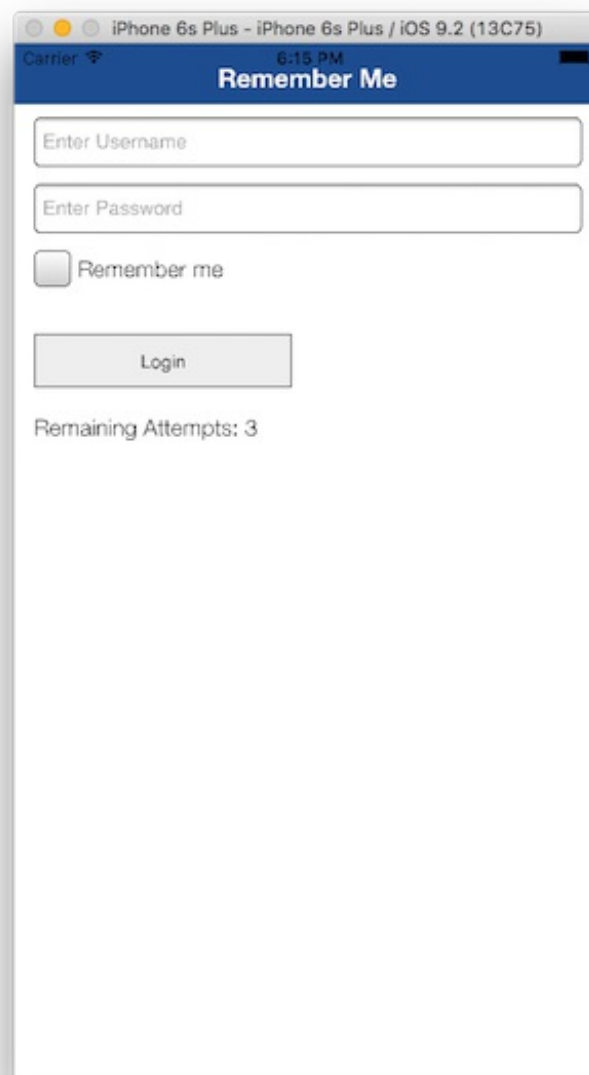 iPhone 6s Plus - iPhone 6s Plus / iOS 9.2 (13C75)
Carrier 6:15 PM
Remember Me
Enter Username
Enter Password
Remember me
Login
Remaining Attempts: 3